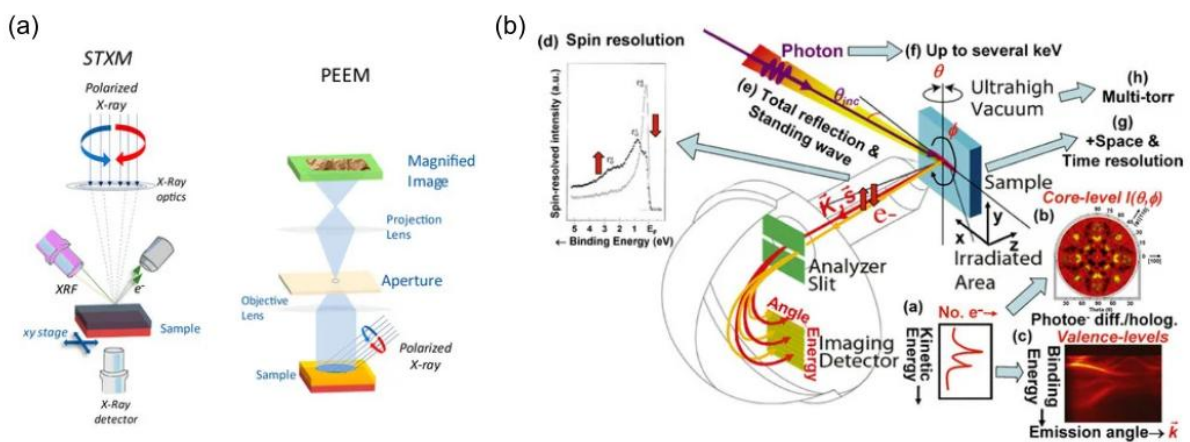 (a)
STXM
Polarized
X-ray
X-Ray
optics
XRF
e-
Sample
xy stage
X-Ray
detector
PEEM
Magnified
Image
Projection
Lens
Aperture
Objective
Lens
Polarized
X-ray
Sample
(b)
(d) Spin resolution
Spin-resolved intensity (a.u.)
5 4 3 2 1 E_F
← Binding Energy (eV)
Photon
(f) Up to several keV
θinc
(e) Total reflection &
Standing wave
θ
Ultrahigh
Vacuum
(h)
Multi-torr
(g)
+Space &
Time resolution
ϕ
Sample
K, s
e-
y
x
z
Irradiated
Area
Core-level I(θ,ϕ)
(b)
[100]
Photoe- diff./holog.
Analyzer
Slit
Angle
Energy
Imaging
Detector
(a)
No. e-→
Kinetic
Energy
(c)
Valence-levels
Binding
Energy
Emission angle→ k